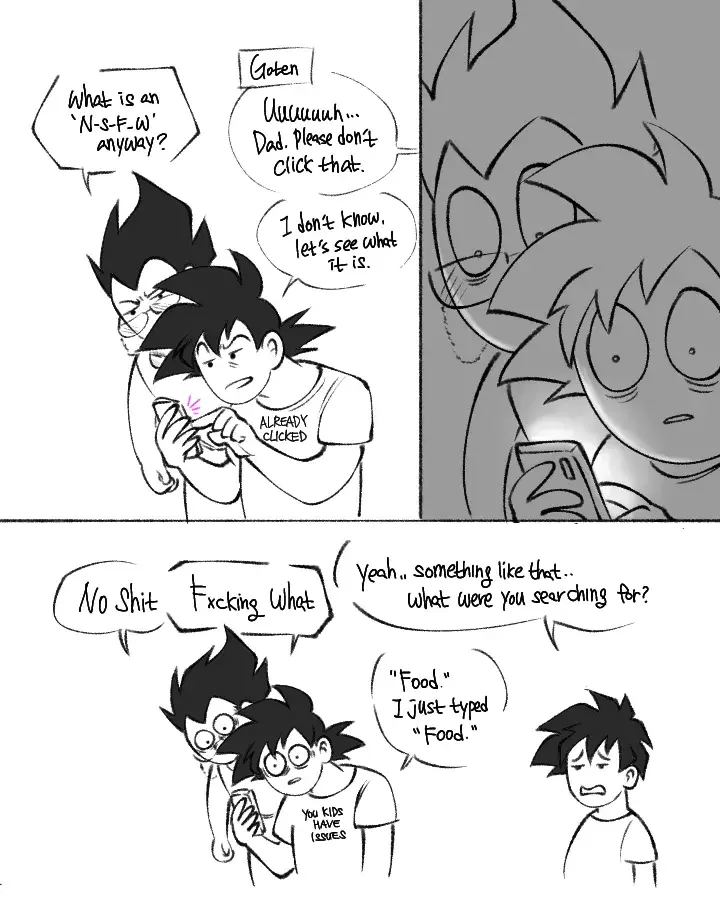 What is an
'N-S-F-W'
anyway?
Goten
Uuuuuuh...
Dad. Please don't
click that.
I don't know,
let's see what
it is.
ALREADY
CLICKED
No Shit
Fxcking What
Yeah.. something like that..
What were you searching for?
"Food."
I just typed
"Food."
YOU KIDS
HAVE
ISSUES